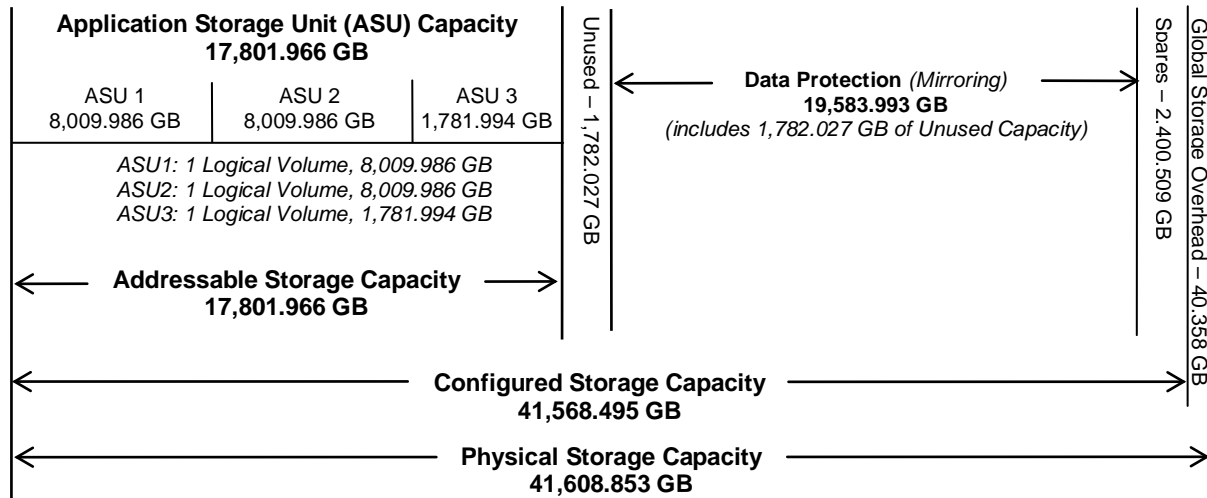 Application Storage Unit (ASU) Capacity
17,801.966 GB
ASU 1
8,009.986 GB
ASU 2
8,009.986 GB
ASU 3
1,781.994 GB
ASU1: 1 Logical Volume, 8,009.986 GB
ASU2: 1 Logical Volume, 8,009.986 GB
ASU3: 1 Logical Volume, 1,781.994 GB
Addressable Storage Capacity
17,801.966 GB
Unused – 1,782.027 GB
Data Protection (Mirroring)
19,583.993 GB
(includes 1,782.027 GB of Unused Capacity)
Spares – 2.400.509 GB
Global Storage Overhead – 40.358 GB
Configured Storage Capacity
41,568.495 GB
Physical Storage Capacity
41,608.853 GB